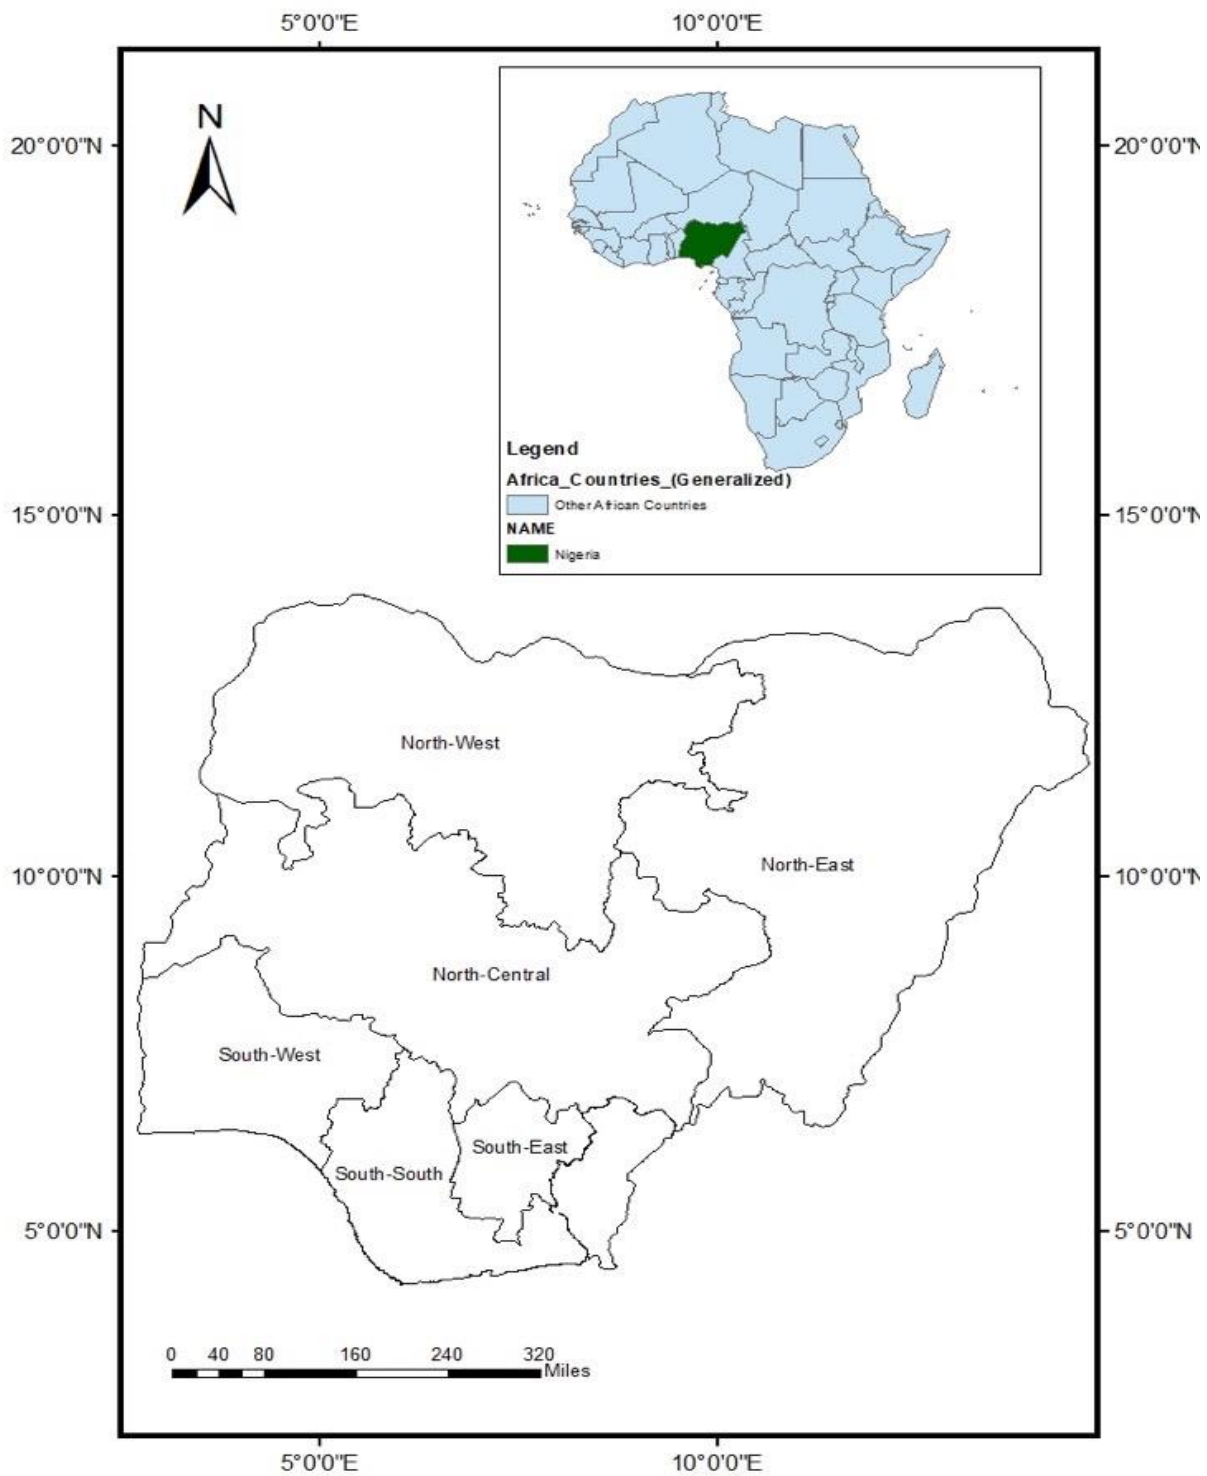 5°0'0"E 10°0'0"E
N
20°0'0"N 20°0'0"N
Legend
Africa_Countries_(Generalized)
Other African Countries
NAME
Nigeria
15°0'0"N 15°0'0"N
North-West
North-East
10°0'0"N 10°0'0"N
North-Central
South-West
South-East
South-South
5°0'0"N 5°0'0"N
0 40 80 160 240 320
Miles
5°0'0"E 10°0'0"E